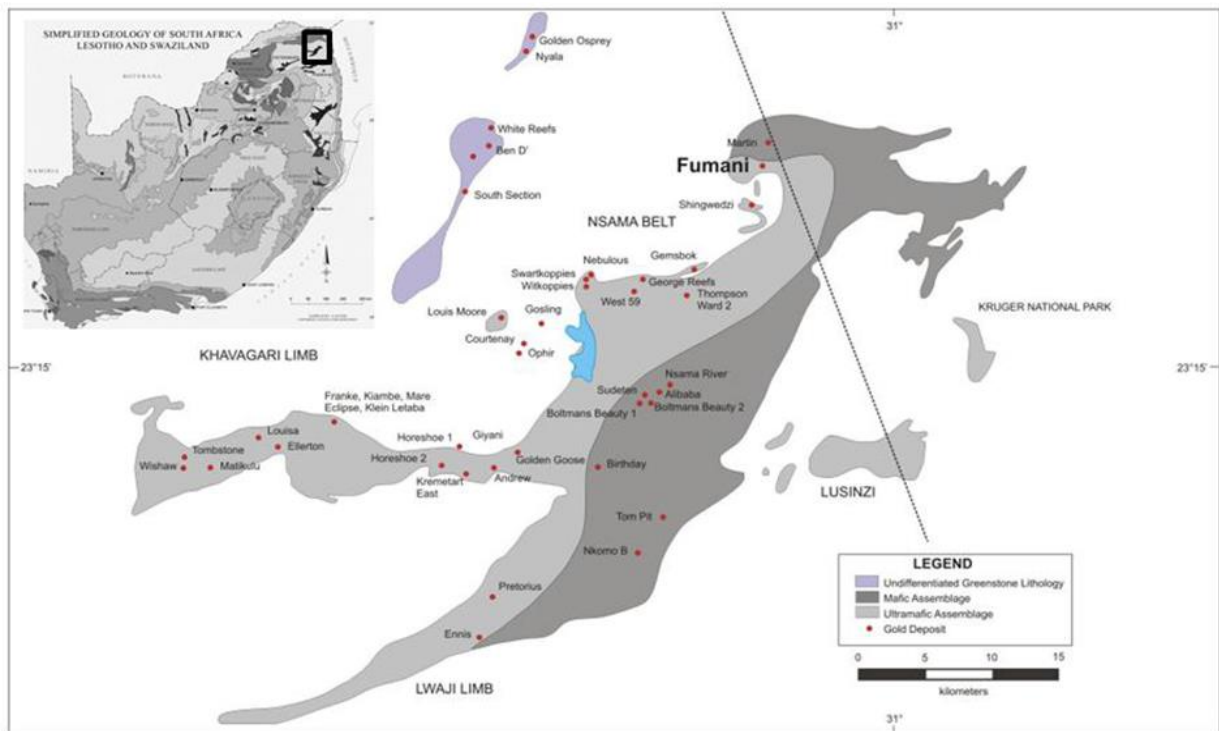 SIMPLIFIED GEOLOGY OF SOUTH AFRICA
LESOTHO AND SWAZILAND
BOTSWANA
NAMIBIA
31°
Golden Osprey
Nyala
White Reefs
Ben D'
South Section
Martin
Fumani
Shingwedzi
NSAMA BELT
Nebulous
Gemsbok
Swartkoppies
Witkoppies
George Reefs
West 59
Thompson
Ward 2
Louis Moore
Gosling
Courtenay
Ophir
KRUGER NATIONAL PARK
KHAVAGARI LIMB
23°15'
23°15'
Nsama River
Sudeten
Alibaba
Boltmans Beauty 1
Boltmans Beauty 2
Franke, Kiambe, Mare
Eclipse, Klein Letaba
Louisa
Ellerton
Tombstone
Wishaw
Matikulu
Horeshoe 1
Giyani
Horeshoe 2
Golden Goose
Kremetart
East
Andrew
Birthday
LUSINZI
Tom Pit
Nkomo B
Pretorius
Ennis
LWAJI LIMB
LEGEND
Undifferentiated Greenstone Lithology
Mafic Assemblage
Ultramafic Assemblage
Gold Deposit
0 5 10 15
kilometers
31°